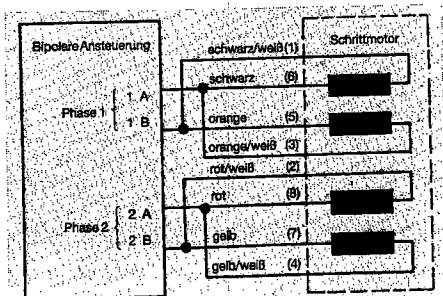 Bipolare Ansteuerung
Schrittmotor
schwarz/weiß (1)
schwarz (6)
Phase 1
1 A
1 B
orange (5)
orange/weiß (3)
rot/weiß (2)
rot (8)
Phase 2
2 A
2 B
gelb (7)
gelb/weiß (4)